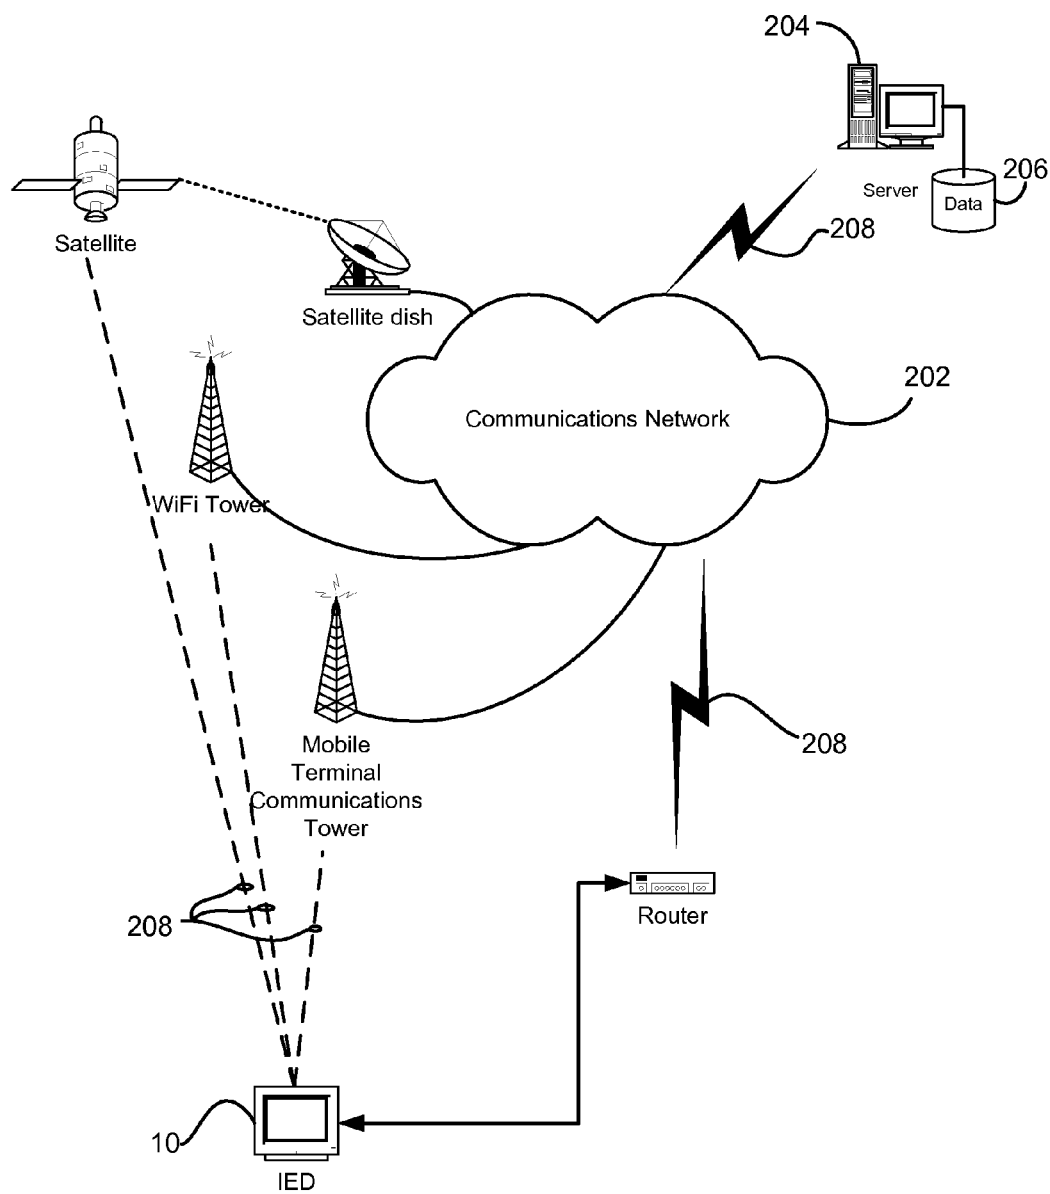 204
Server
Data
206
208
Satellite
Satellite dish
202
Communications Network
WiFi Tower
Mobile
Terminal
Communications
Tower
208
Router
208
10
IED